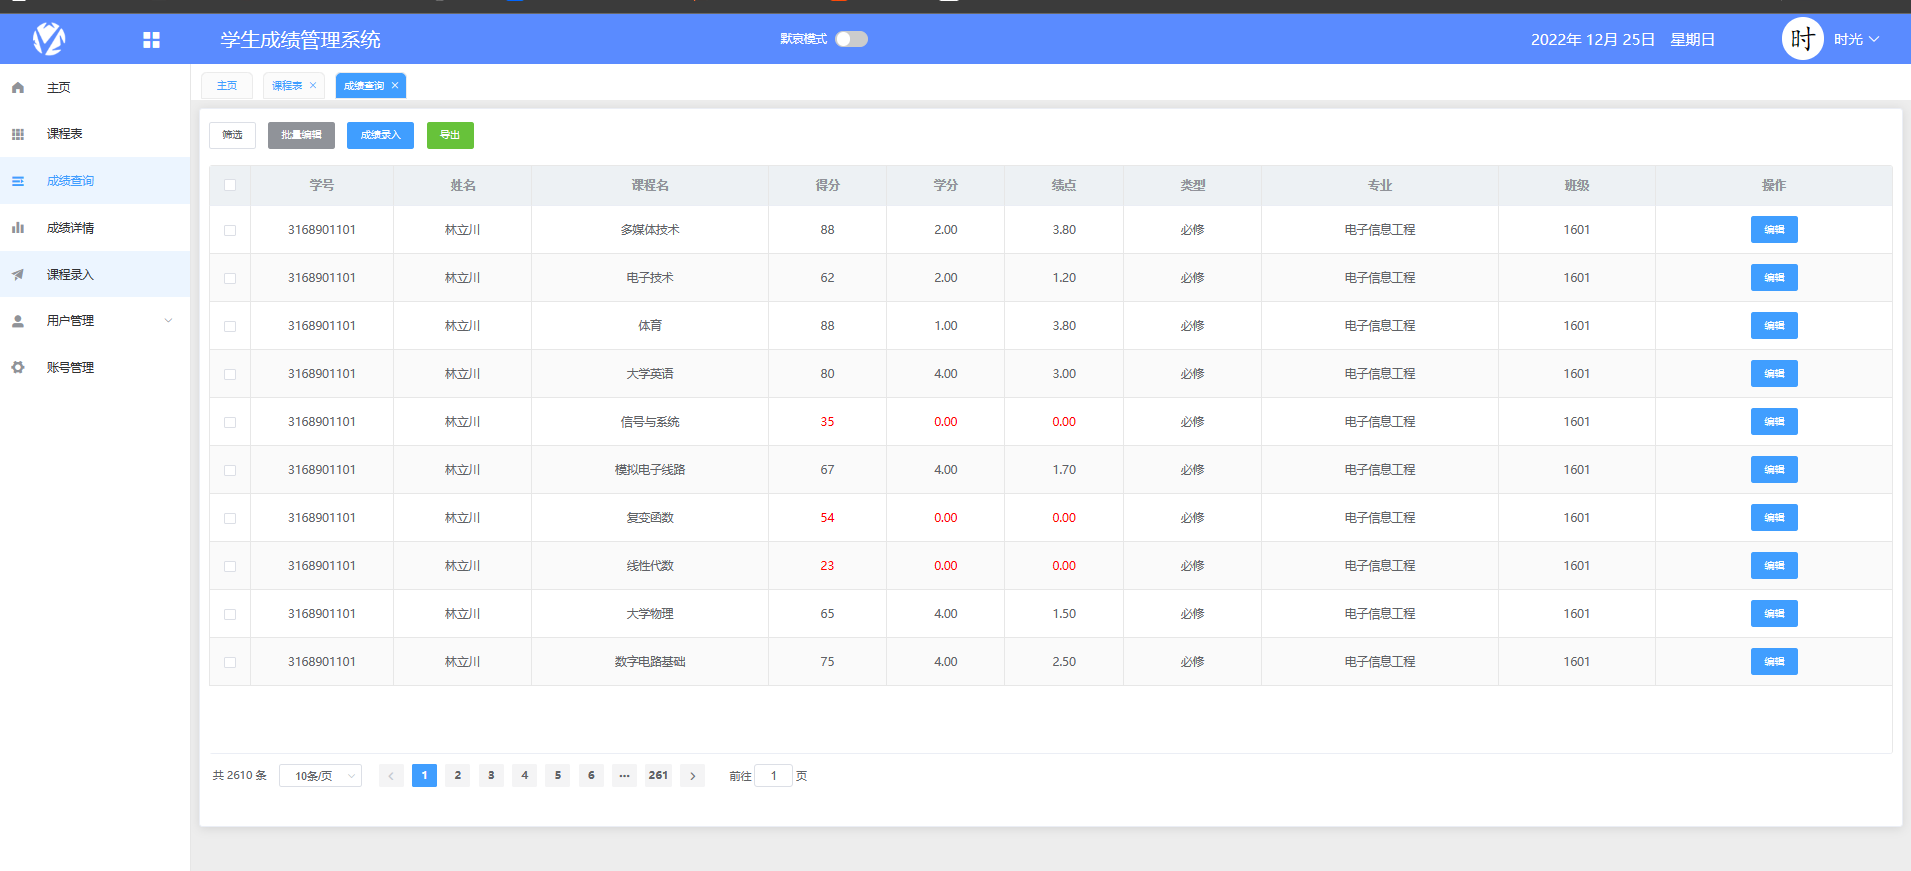 学生成绩管理系统 默哀模式 2022年 12月 25日 星期日 时 时光
主页
课程表
成绩查询
成绩详情
课程录入
用户管理
账号管理
主页 课程表 × 成绩查询 ×
筛选 批量编辑 成绩录入 导出
学号 姓名 课程名 得分 学分 绩点 类型 专业 班级 操作
3168901101 林立川 多媒体技术 88 2.00 3.80 必修 电子信息工程 1601 编辑
3168901101 林立川 电子技术 62 2.00 1.20 必修 电子信息工程 1601 编辑
3168901101 林立川 体育 88 1.00 3.80 必修 电子信息工程 1601 编辑
3168901101 林立川 大学英语 80 4.00 3.00 必修 电子信息工程 1601 编辑
3168901101 林立川 信号与系统 35 0.00 0.00 必修 电子信息工程 1601 编辑
3168901101 林立川 模拟电子线路 67 4.00 1.70 必修 电子信息工程 1601 编辑
3168901101 林立川 复变函数 54 0.00 0.00 必修 电子信息工程 1601 编辑
3168901101 林立川 线性代数 23 0.00 0.00 必修 电子信息工程 1601 编辑
3168901101 林立川 大学物理 65 4.00 1.50 必修 电子信息工程 1601 编辑
3168901101 林立川 数字电路基础 75 4.00 2.50 必修 电子信息工程 1601 编辑
共 2610 条 10条/页 < 1 2 3 4 5 6 ··· 261 > 前往 1 页